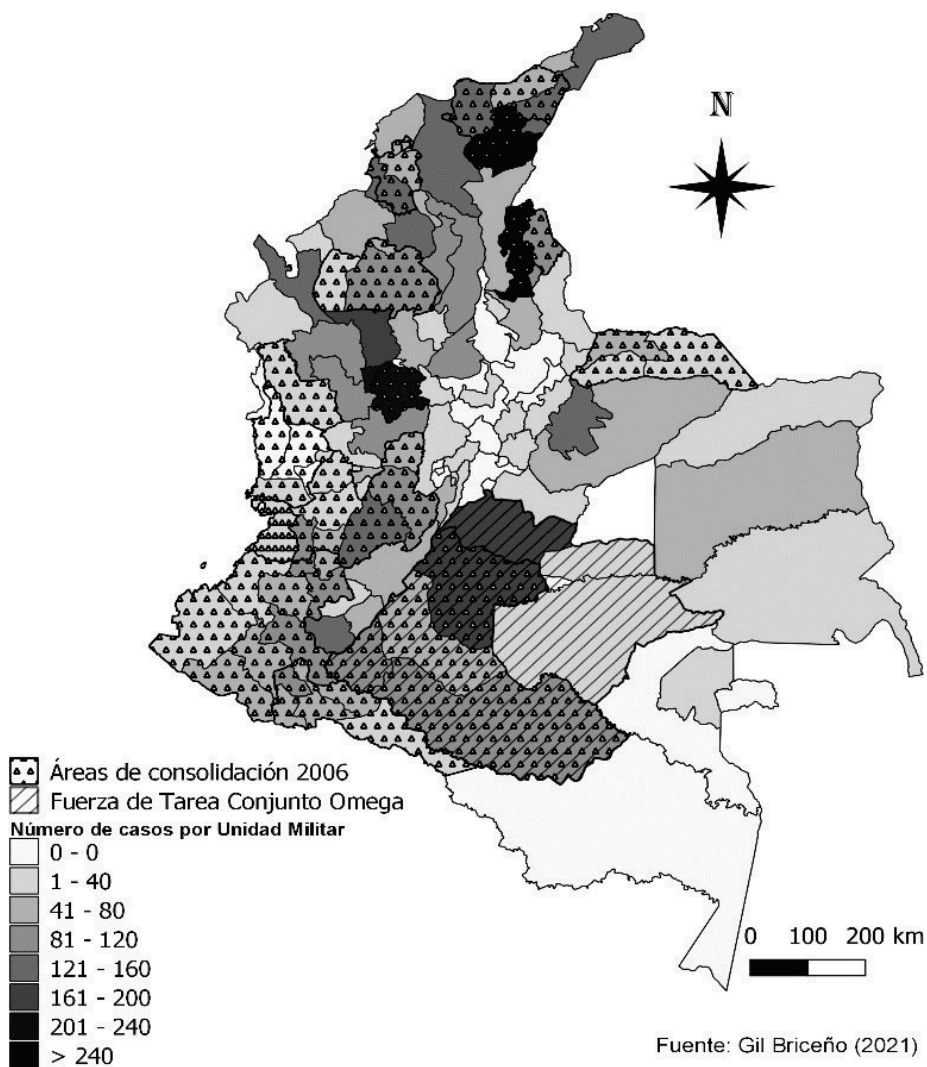 N
Áreas de consolidación 2006
Fuerza de Tarea Conjunto Omega
Número de casos por Unidad Militar
0 - 0
1 - 40
41 - 80
81 - 120
121 - 160
161 - 200
201 - 240
> 240
0 100 200 km
Fuente: Gil Briceño (2021)